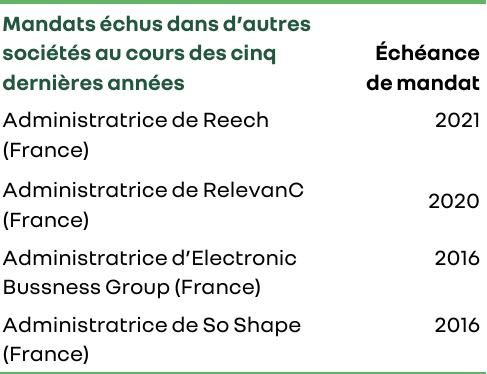 Mandats échus dans d'autres
sociétés au cours des cinq
dernières années
Échéance
de mandat
Administratrice de Reech
(France)
2021
Administratrice de RelevanC
(France)
2020
Administratrice d'Electronic
Bussness Group (France)
2016
Administratrice de So Shape
(France)
2016